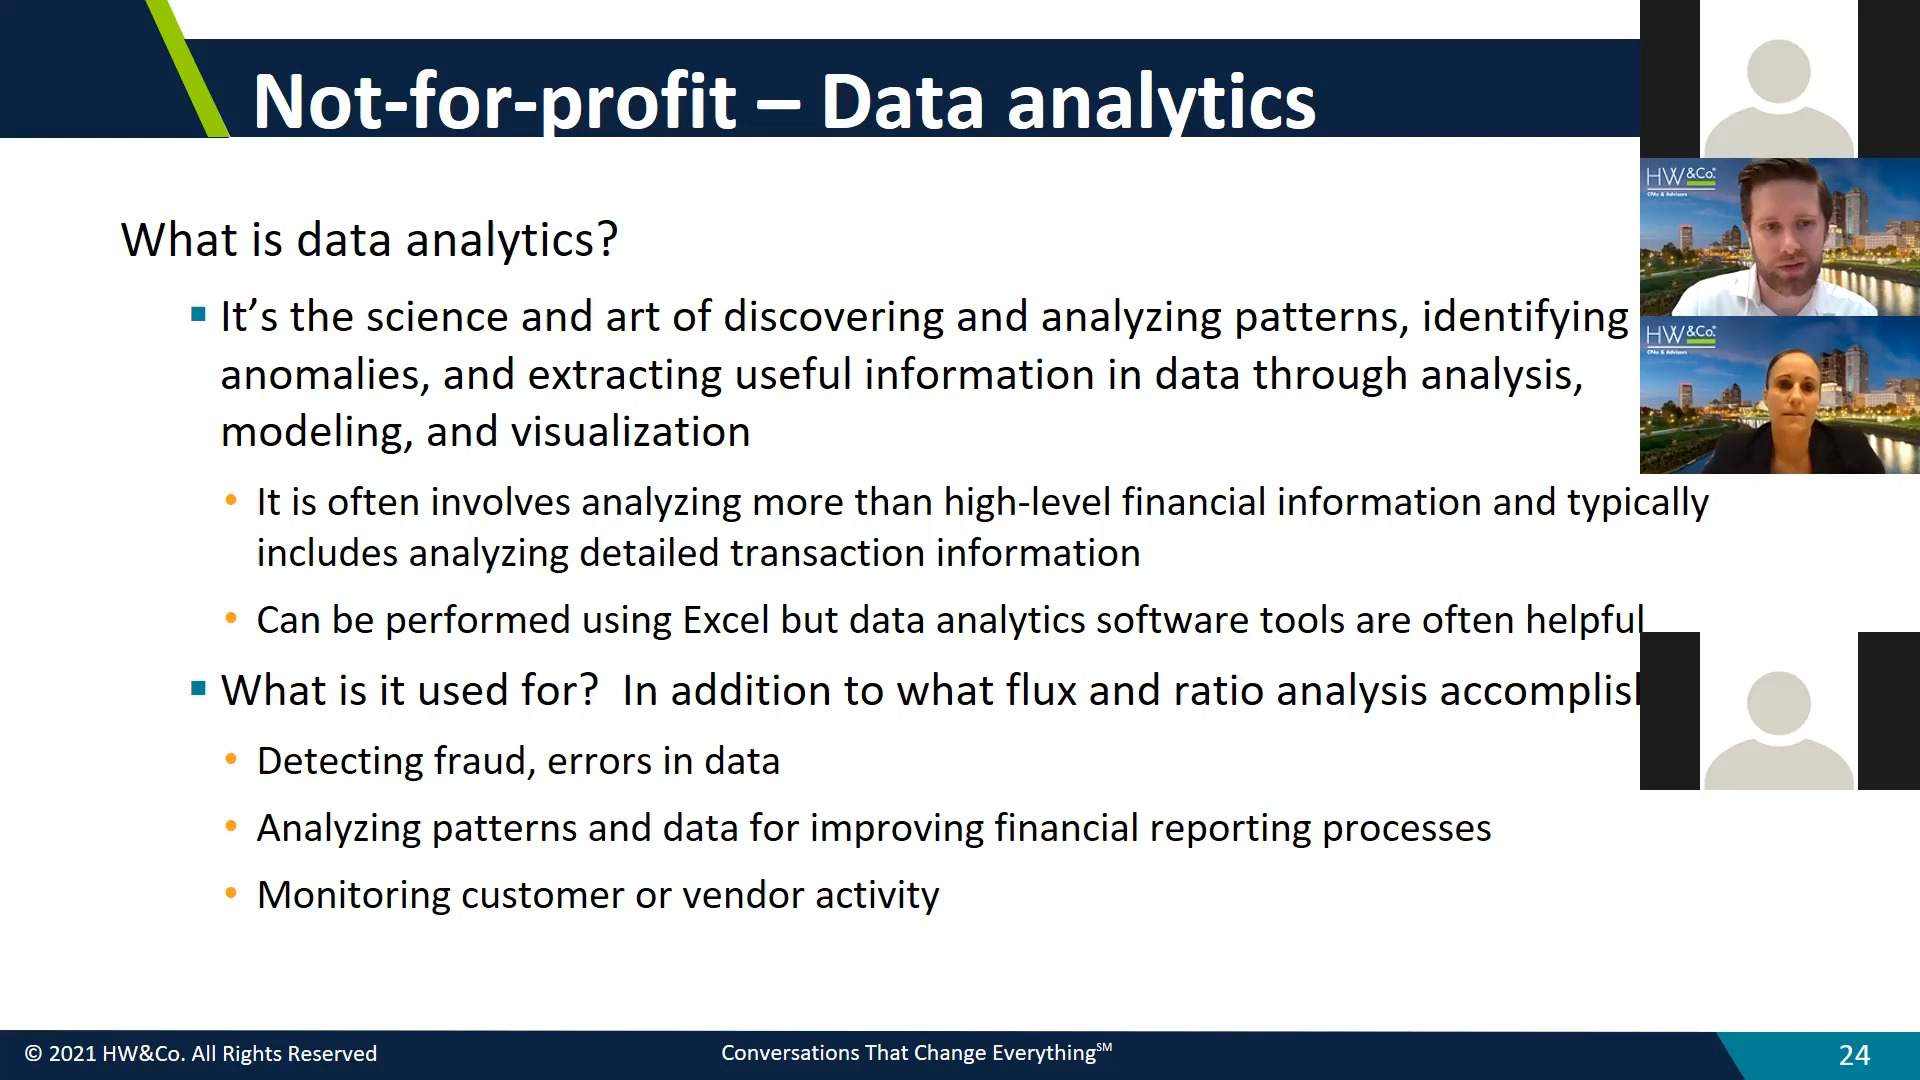 Not-for-profit – Data analytics
What is data analytics?
It’s the science and art of discovering and analyzing patterns, identifying
anomalies, and extracting useful information in data through analysis,
modeling, and visualization
It is often involves analyzing more than high-level financial information and typically
includes analyzing detailed transaction information
Can be performed using Excel but data analytics software tools are often helpful
What is it used for?  In addition to what flux and ratio analysis accomplish
Detecting fraud, errors in data
Analyzing patterns and data for improving financial reporting processes
Monitoring customer or vendor activity
HW&Co.
CPAs & Advisors
HW&Co.
CPAs & Advisors
© 2021 HW&Co. All Rights Reserved
Conversations That Change Everything℠
24